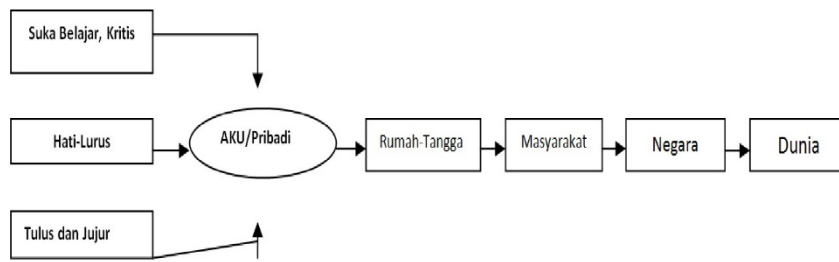 Suka Belajar, Kritis
Hati-Lurus
AKU/Pribadi
Rumah-Tangga
Masyarakat
Negara
Dunia
Tulus dan Jujur